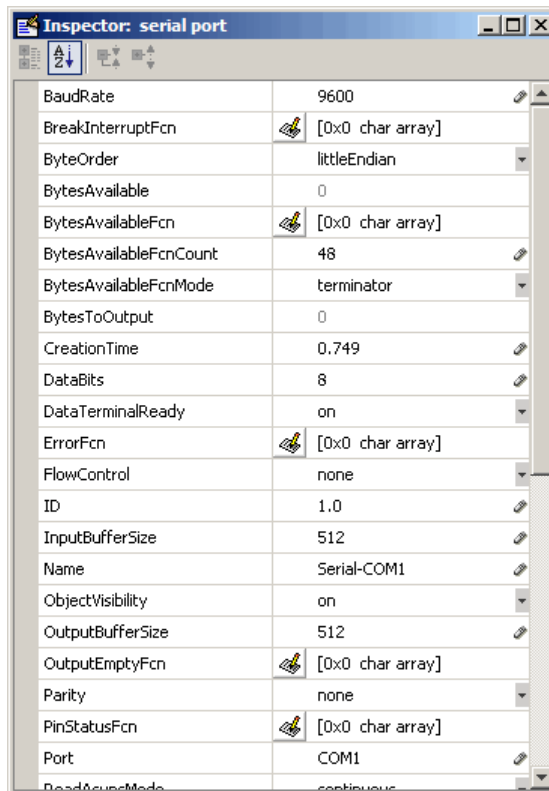 Inspector: serial port
BaudRate 9600
BreakInterruptFcn [0x0 char array]
ByteOrder littleEndian
BytesAvailable 0
BytesAvailableFcn [0x0 char array]
BytesAvailableFcnCount 48
BytesAvailableFcnMode terminator
BytesToOutput 0
CreationTime 0.749
DataBits 8
DataTerminalReady on
ErrorFcn [0x0 char array]
FlowControl none
ID 1.0
InputBufferSize 512
Name Serial-COM1
ObjectVisibility on
OutputBufferSize 512
OutputEmptyFcn [0x0 char array]
Parity none
PinStatusFcn [0x0 char array]
Port COM1
ReadAsyncMode continuous